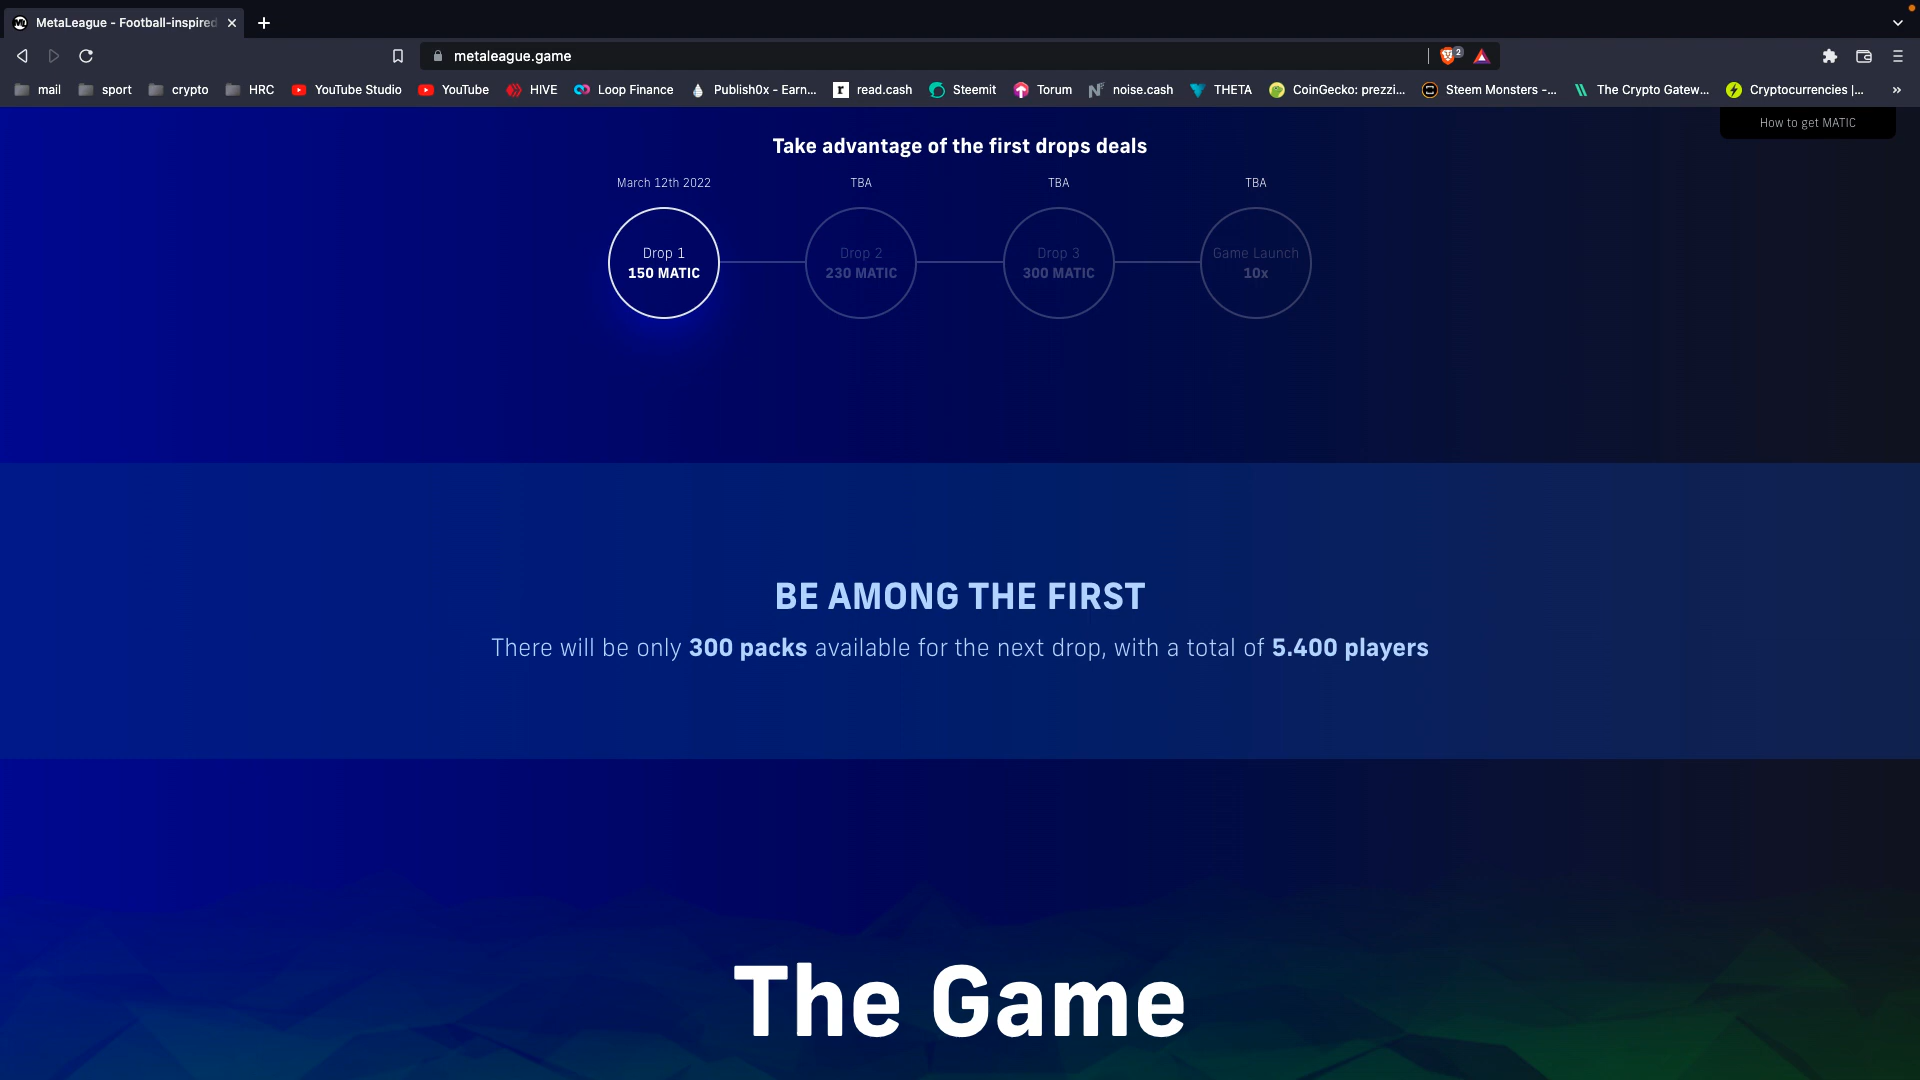 MetaLeague - Football-inspired
metaleague.game
2
mail
sport
crypto
HRC
YouTube Studio
YouTube
HIVE
Loop Finance
Publish0x - Earn...
read.cash
Steemit
Torum
noise.cash
THETA
CoinGecko: prezzi...
Steem Monsters -...
The Crypto Gatew...
Cryptocurrencies |...
»
How to get MATIC
Take advantage of the first drops deals
March 12th 2022
TBA
TBA
TBA
Drop 1
150 MATIC
Drop 2
230 MATIC
Drop 3
300 MATIC
Game Launch
10x
BE AMONG THE FIRST
There will be only 300 packs available for the next drop, with a total of 5.400 players
The Game